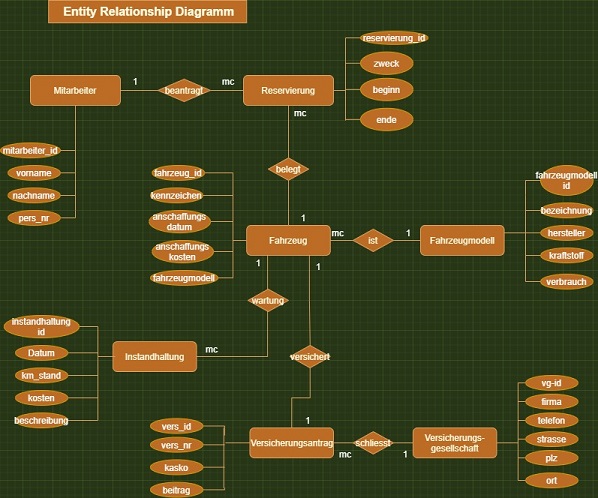 Entity Relationship Diagramm
Mitarbeiter
1
beantragt
mc
Reservierung
reservierung_id
zweck
beginn
ende
mc
mitarbeiter_id
vorname
nachname
pers_nr
belegt
1
fahrzeug_id
kennzeichen
anschaffungs
datum
anschaffungs
kosten
fahrzeugmodell
Fahrzeug
mc
ist
1
Fahrzeugmodell
fahrzeugmodell
id
bezeichnung
hersteller
kraftstoff
verbrauch
1
1
wartung
versichert
instandhaltung
id
Datum
km_stand
kosten
beschreibung
Instandhaltung
mc
1
vers_id
vers_nr
kasko
beitrag
Versicherungsantrag
mc
schliesst
1
Versicherungs-
gesellschaft
vg-id
firma
telefon
strasse
plz
ort